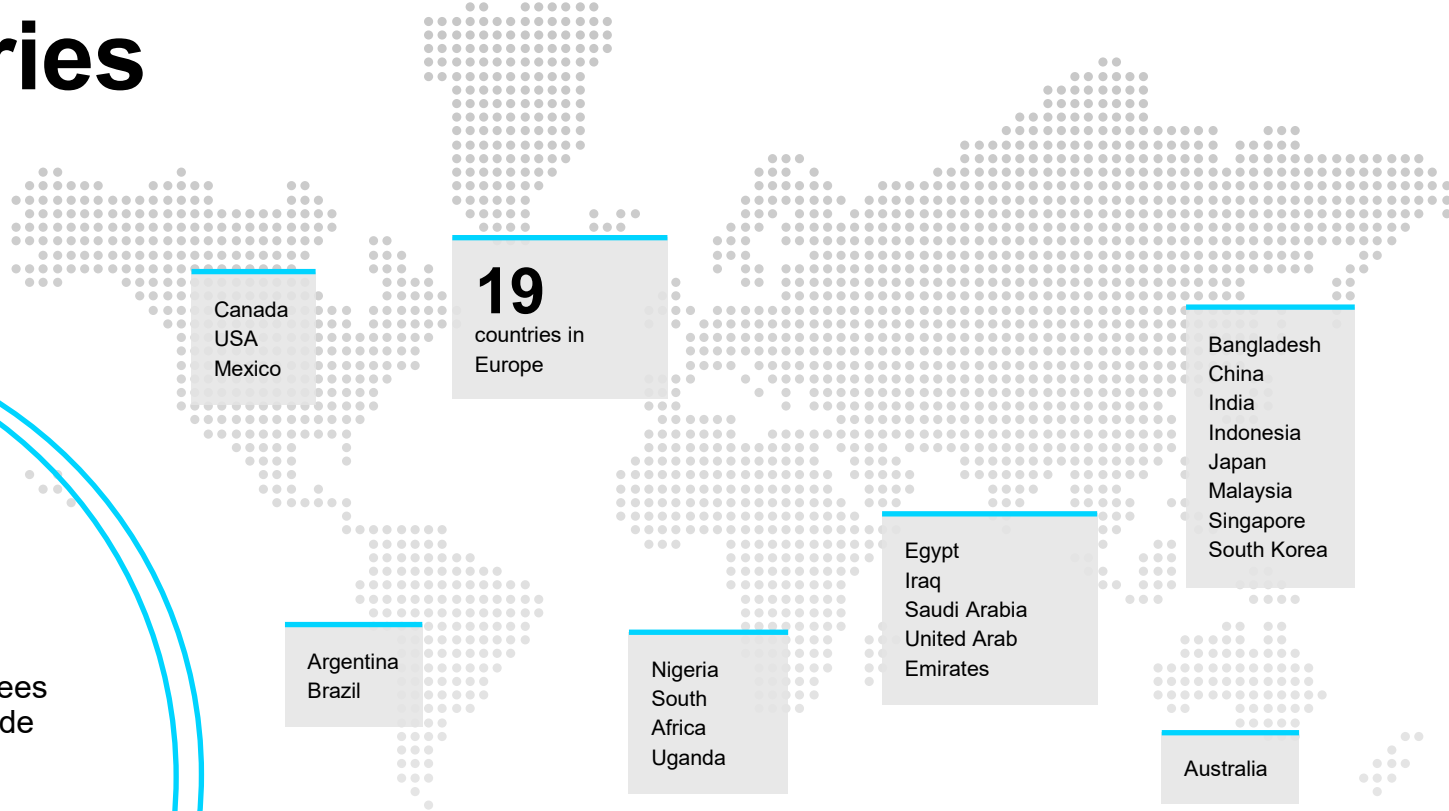 ries
19
countries in
Europe
Canada
USA
Mexico
Bangladesh
China
India
Indonesia
Japan
Malaysia
Singapore
South Korea
Egypt
Iraq
Saudi Arabia
United Arab
Emirates
Argentina
Brazil
Nigeria
South
Africa
Uganda
ees
de
Australia